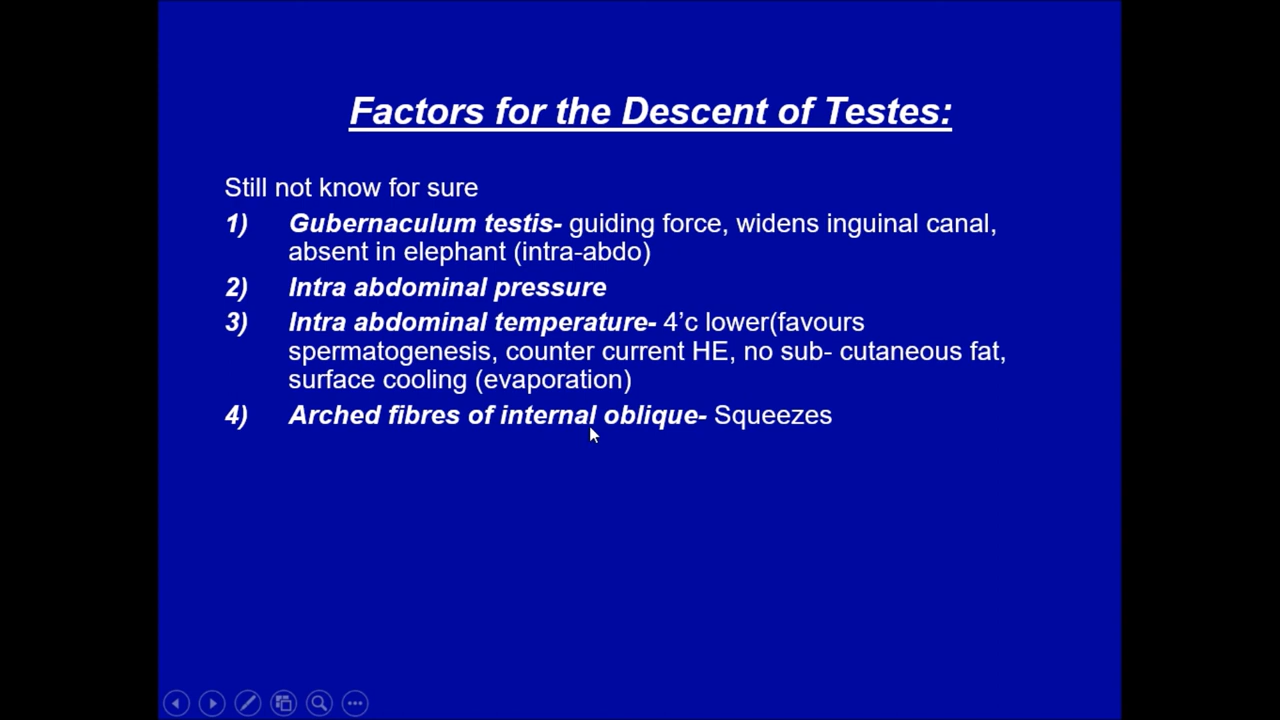 Factors for the Descent of Testes:
Still not know for sure
1) Gubernaculum testis- guiding force, widens inguinal canal,
absent in elephant (intra-abdo)
2) Intra abdominal pressure
3) Intra abdominal temperature- 4’c lower(favours
spermatogenesis, counter current HE, no sub- cutaneous fat,
surface cooling (evaporation)
4) Arched fibres of internal oblique- Squeezes